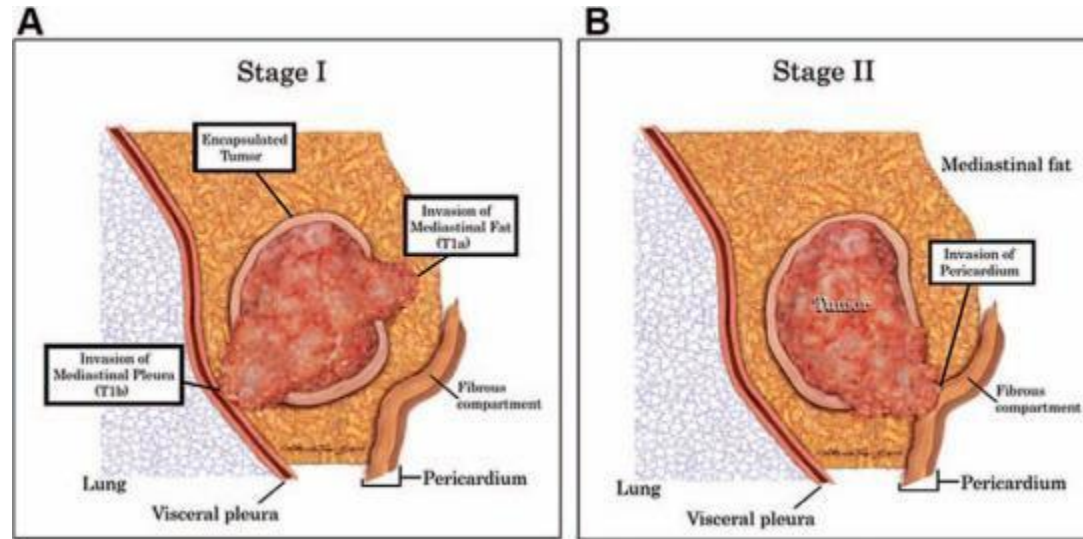 A
Stage I
Encapsulated
Tumor
Invasion of
Mediastinal Fat
(T1a)
Invasion of
Mediastinal Pleura
(T1b)
Fibrous
compartment
Lung
Pericardium
Visceral pleura
B
Stage II
Mediastinal fat
Invasion of
Pericardium
Tumor
Fibrous
compartment
Lung
Pericardium
Visceral pleura